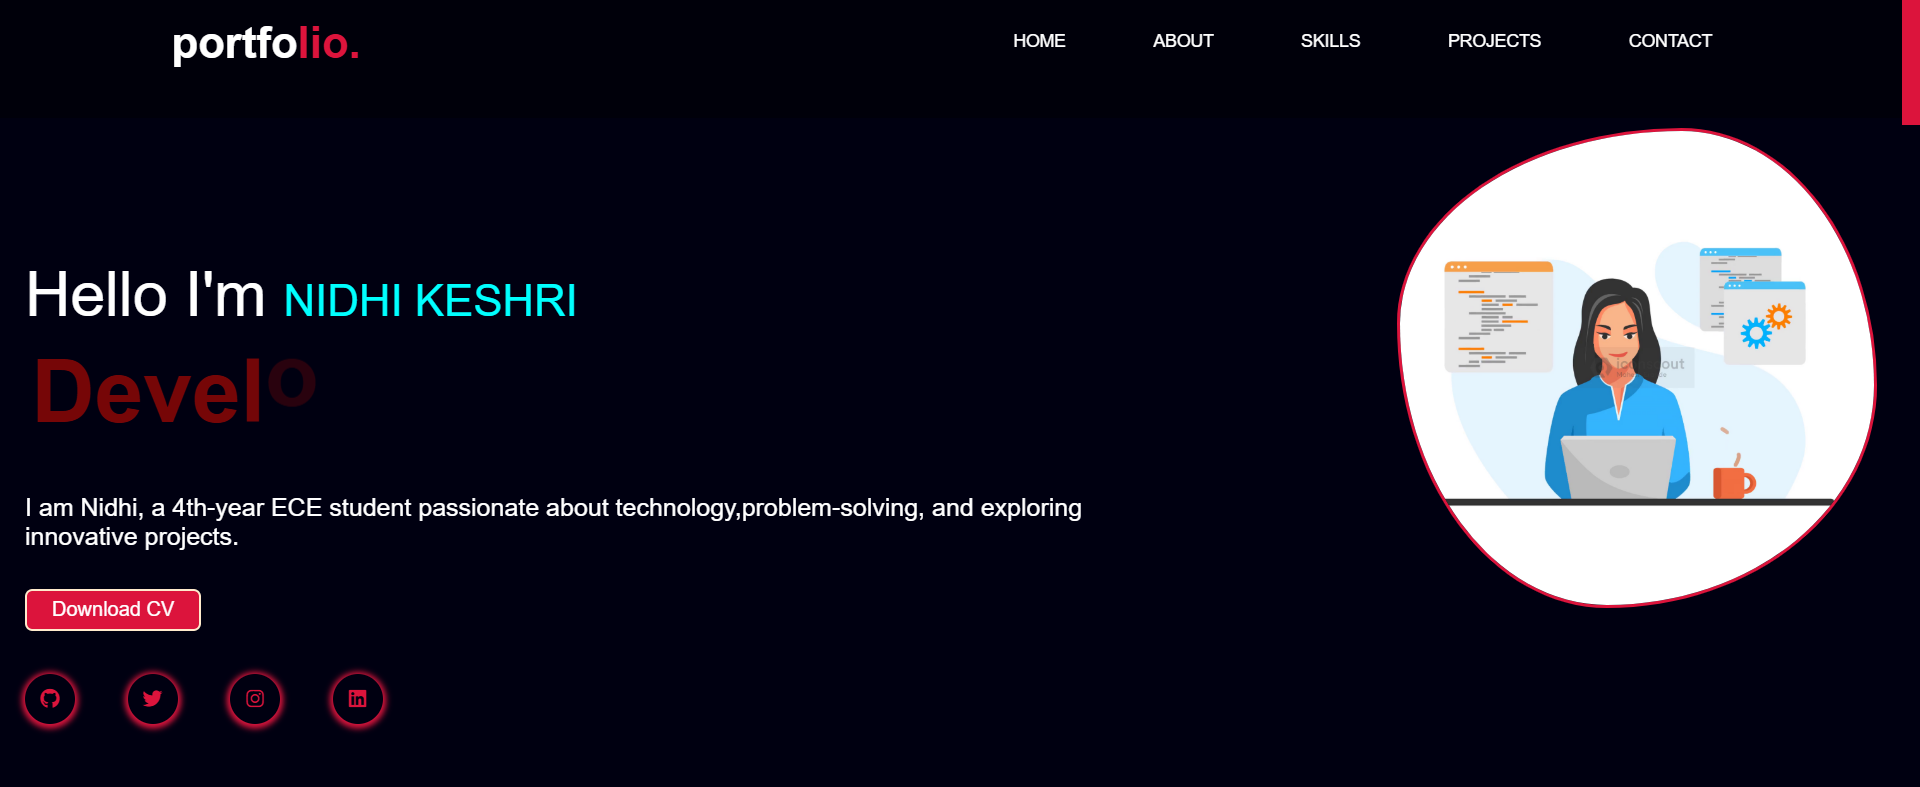 portfolio.
HOME ABOUT SKILLS PROJECTS CONTACT
Hello I'm NIDHI KESHRI
Develo
I am Nidhi, a 4th-year ECE student passionate about technology,problem-solving, and exploring
innovative projects.
Download CV